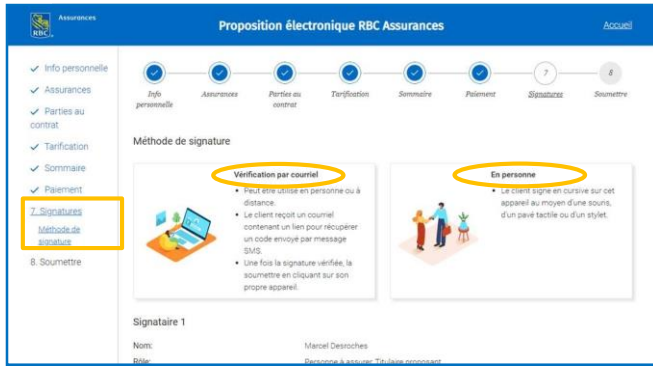 Assurances
RBC®
Proposition électronique RBC Assurances
Accueil
Info personnelle
Assurances
Parties au
contrat
Tarification
Sommaire
Paiement
7. Signatures
Méthode de
signature
8. Soumettre
Info
personnelle
Assurances
Parties au
contrat
Tarification
Sommaire
Paiement
7
Signatures
8
Soumettre
Méthode de signature
Vérification par courriel
• Peut être utilisé en personne ou à
distance.
• Le client reçoit un courriel
contenant un lien pour récupérer
un code envoyé par message
SMS.
• Une fois la signature vérifiée, la
soumettre en cliquant sur son
propre appareil.
En personne
• Le client signe en cursive sur cet
appareil au moyen d'une souris,
d'un pavé tactile ou d'un stylet.
Signataire 1
Nom:
Marcel Desroches
Rôle:
Personne à assurer, Titulaire proposant